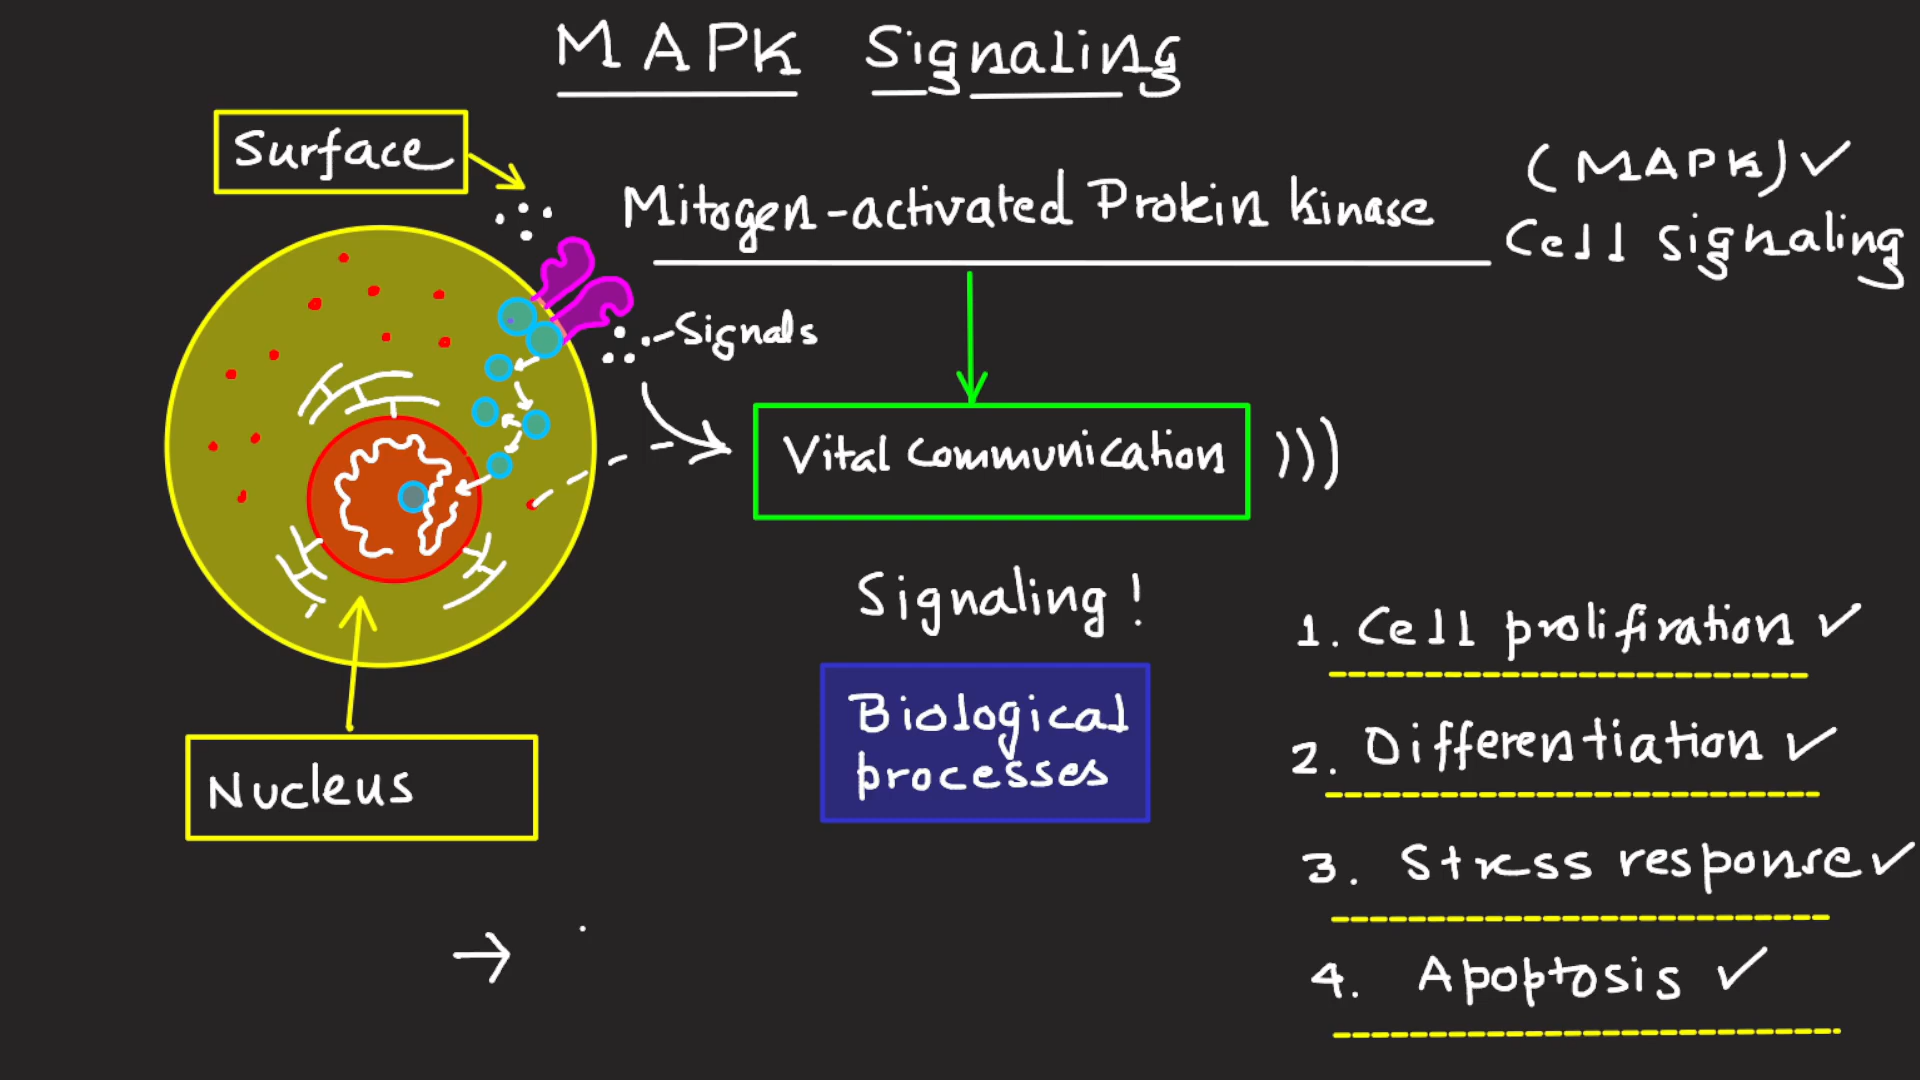 MAPK Signaling
Surface
(MAPK)✓
Mitogen-activated Protein kinase
Cell signaling
Signals
Vital communication
Signaling!
Biological
processes
Nucleus
1. Cell prolifiration ✓
2. Differentiation ✓
3. Stress response ✓
4. Apoptosis ✓